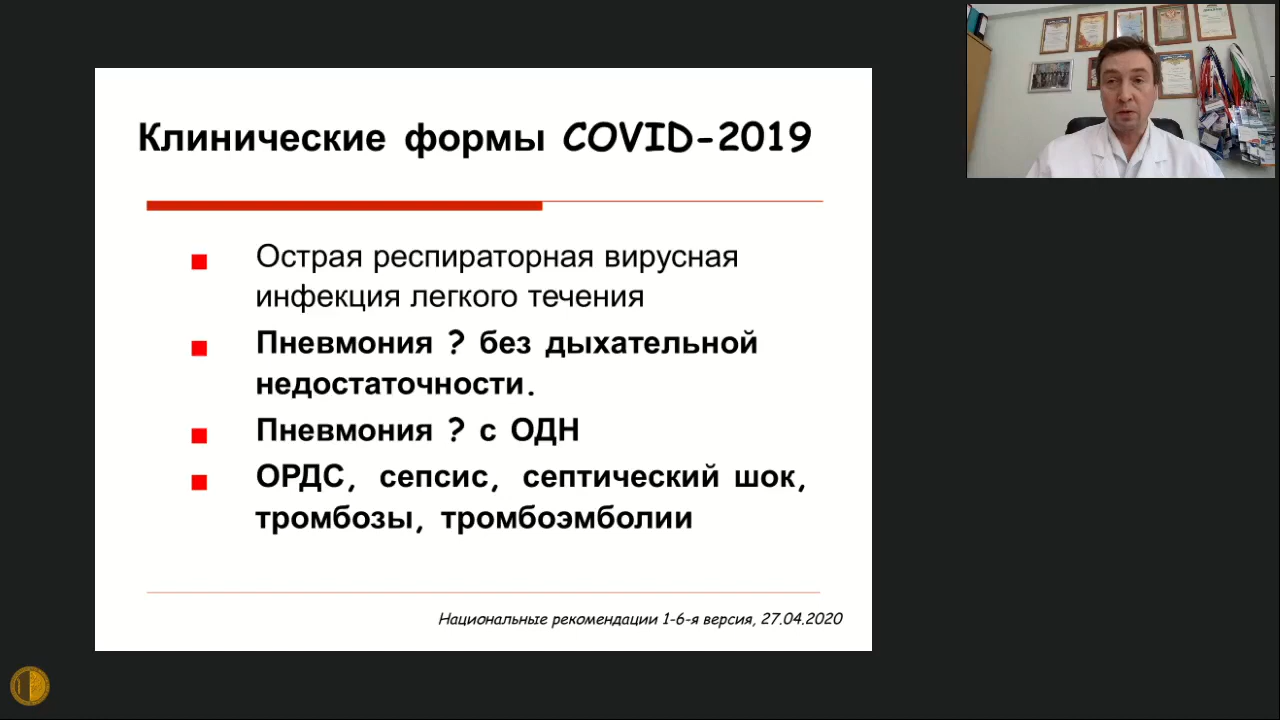 Клинические формы COVID-2019
Острая респираторная вирусная
инфекция легкого течения
Пневмония ? без дыхательной
недостаточности.
Пневмония ? с ОДН
ОРДС, сепсис, септический шок,
тромбозы, тромбоэмболии
Национальные рекомендации 1-6-я версия, 27.04.2020